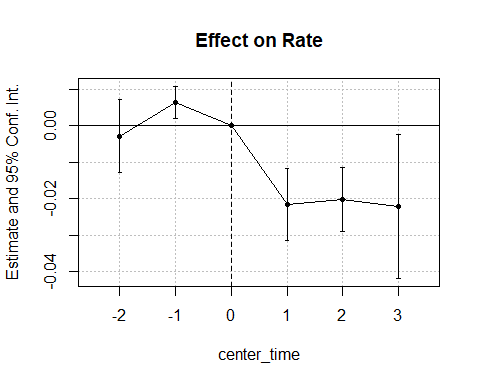 Effect on Rate
Estimate and 95% Conf. Int.
0.00
-0.02
-0.04
-2 -1 0 1 2 3
center_time